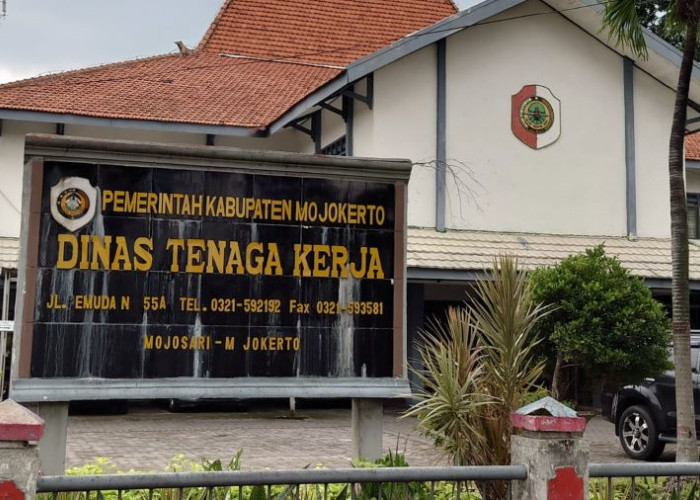 PEMERINTAH KABUPATEN MOJOKERTO
DINAS TENAGA KERJA
JL. EMUDA N 55A TEL. 0321-592192 Fax 0321-593581
MOJOSARI - M JOKERTO